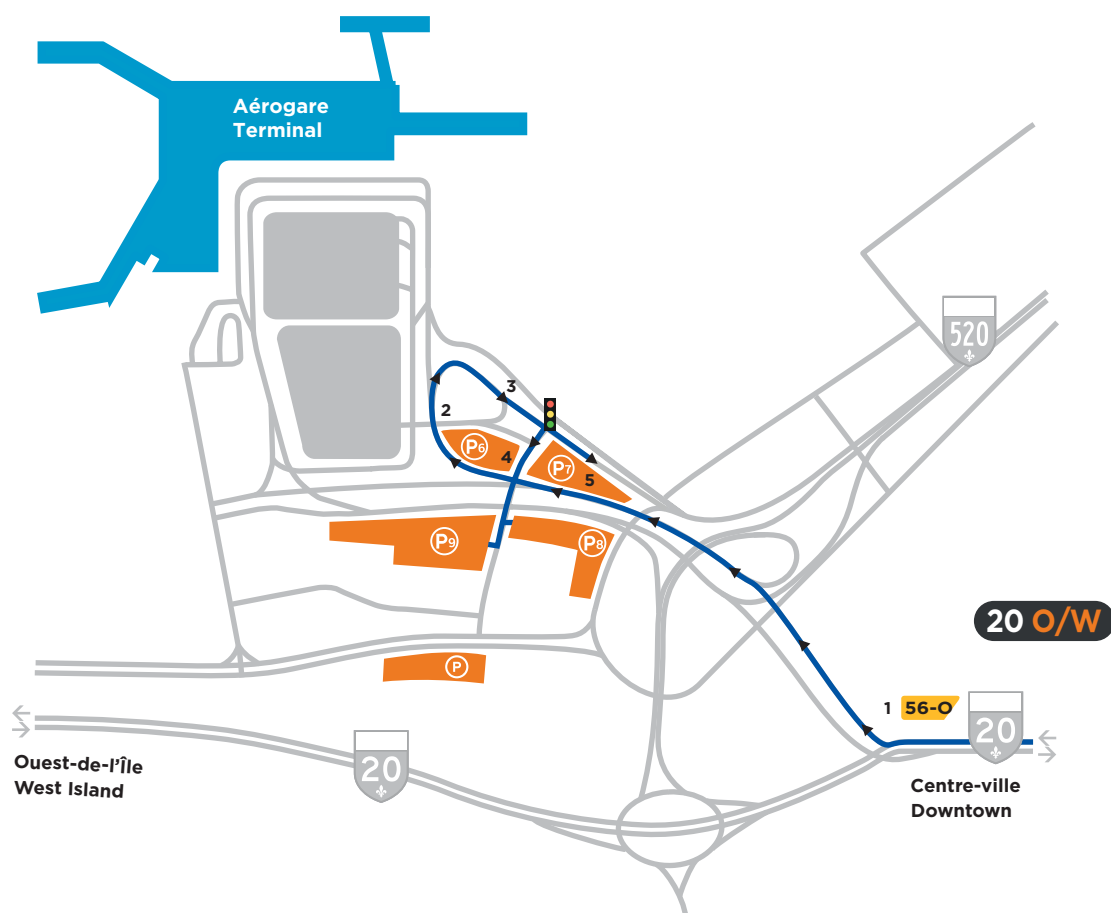 Aérogare
Terminal
520
3
2
P6
4
P7
5
P9
P8
20 O/W
P
1 56-O 20
Ouest-de-l'Île
West Island
20
Centre-ville
Downtown